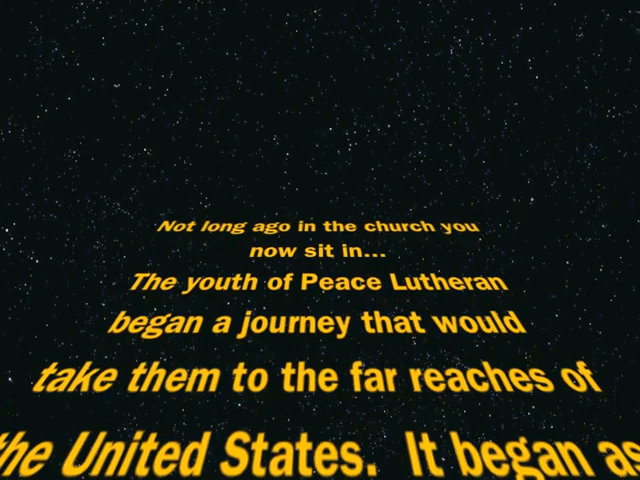 Not long ago in the church you
now sit in...
The youth of Peace Lutheran
began a journey that would
take them to the far reaches of
the United States. It began as